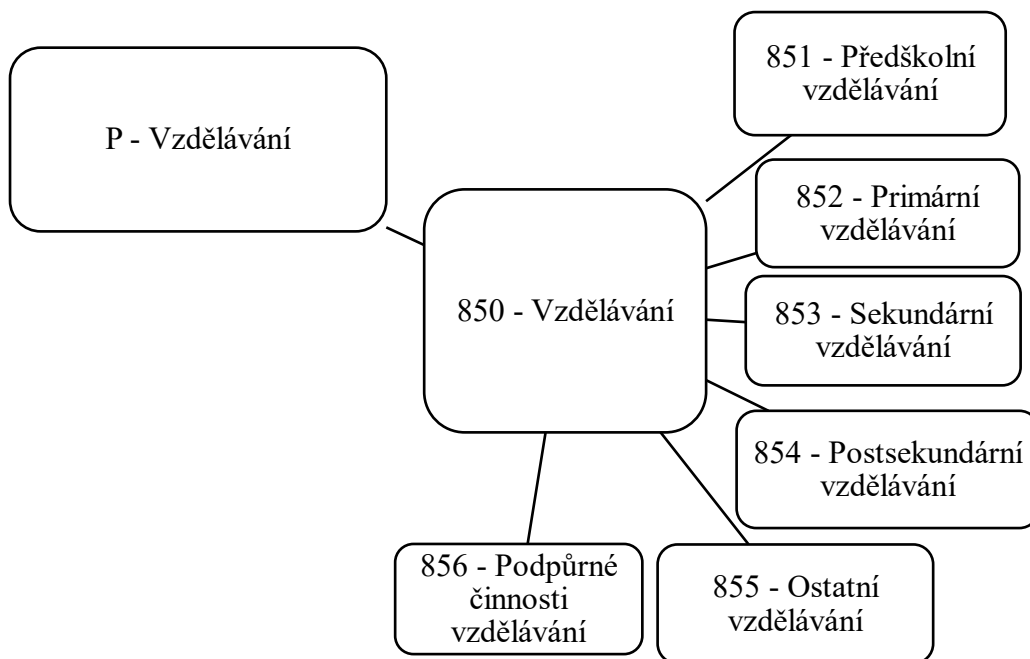 P - Vzdělávání
850 - Vzdělávání
851 - Předškolní
vzdělávání
852 - Primární
vzdělávání
853 - Sekundární
vzdělávání
854 - Postsekundární
vzdělávání
855 - Ostatní
vzdělávání
856 - Podpůrné
činnosti
vzdělávání